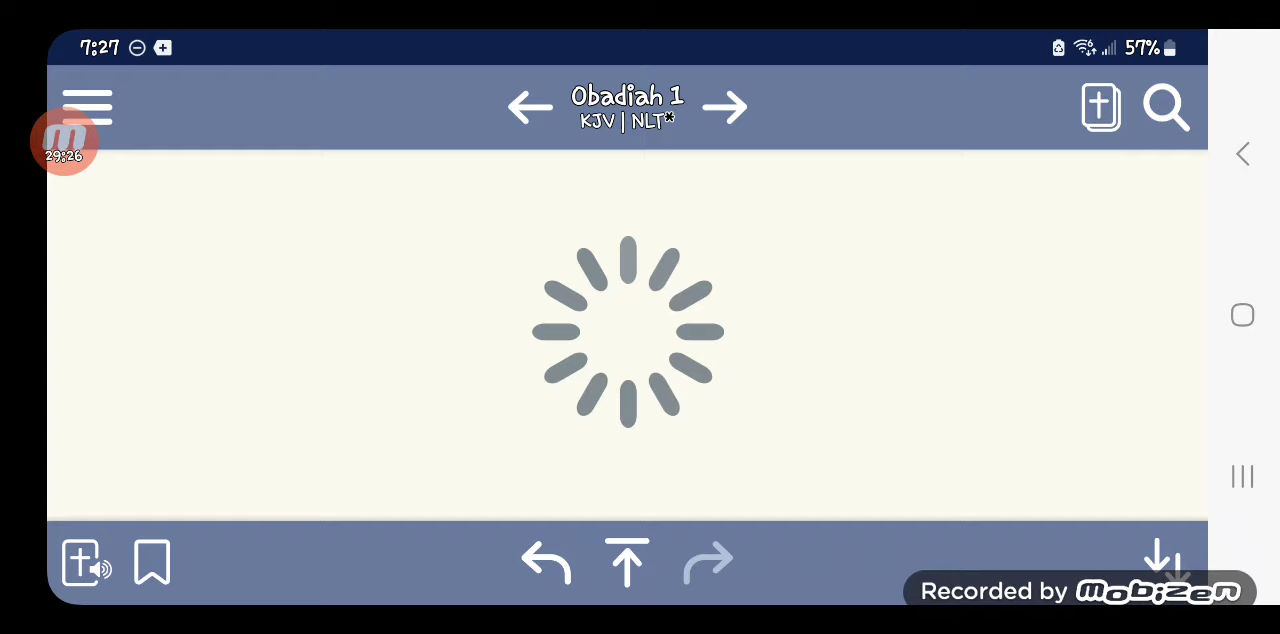 7:27
57%
Obadiah 1
KJV | NLT*
29:26
Recorded by mobizen